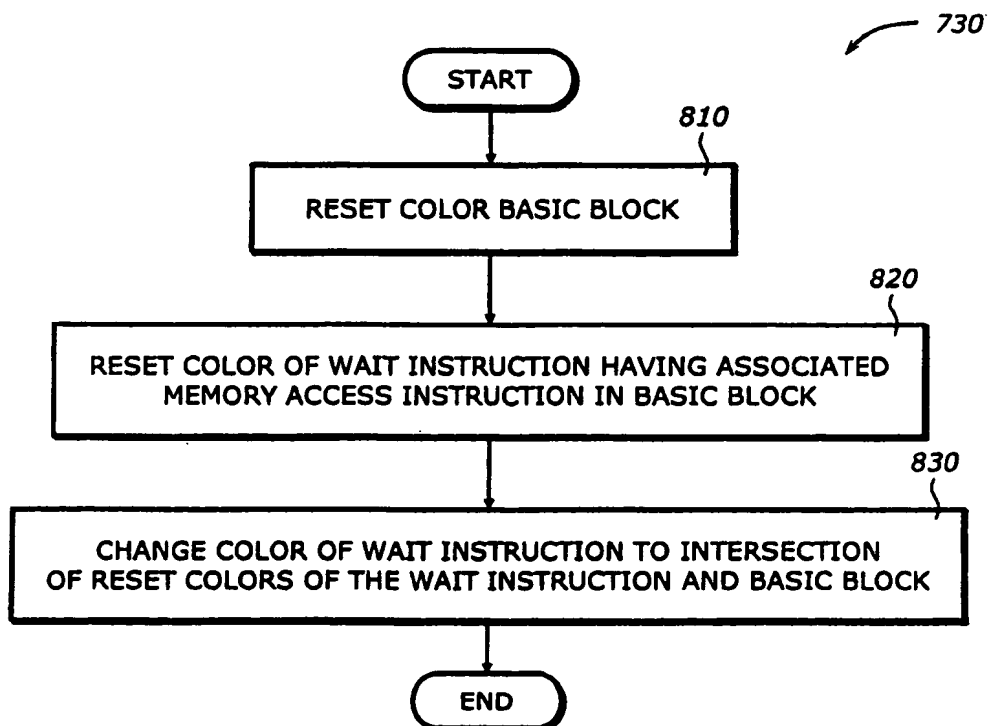 730
START
810
RESET COLOR BASIC BLOCK
820
RESET COLOR OF WAIT INSTRUCTION HAVING ASSOCIATED
MEMORY ACCESS INSTRUCTION IN BASIC BLOCK
830
CHANGE COLOR OF WAIT INSTRUCTION TO INTERSECTION
OF RESET COLORS OF THE WAIT INSTRUCTION AND BASIC BLOCK
END